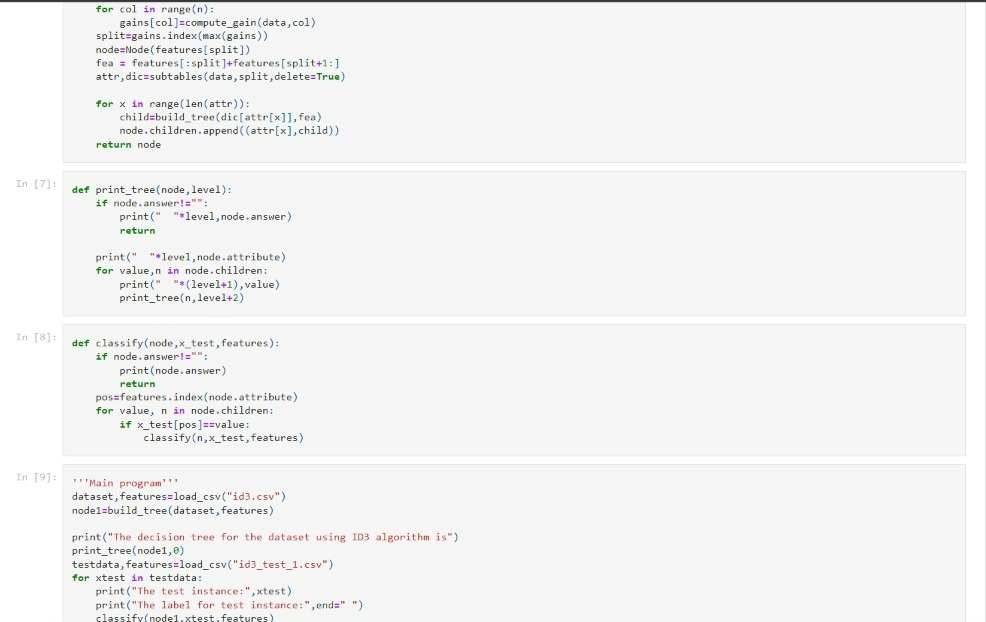 for col in range(n):
gains[col]=compute_gain(data,col)
split=gains.index(max(gains))
node=Node(features[split])
fea = features[:split]+features[split+1:]
attr,dic=subtables(data,split,delete=True)
for x in range(len(attr)):
child=build_tree(dic[attr[x]],fea)
node.children.append((attr[x],child))
return node
In [7]:
def print_tree(node,level):
if node.answer!="":
print("  "*level,node.answer)
return
print("  "*level,node.attribute)
for value,n in node.children:
print("  "*(level+1),value)
print_tree(n,level+2)
In [8]:
def classify(node,x_test,features):
if node.answer!="":
print(node.answer)
return
pos=features.index(node.attribute)
for value, n in node.children:
if x_test[pos]==value:
classify(n,x_test,features)
In [9]:
'''Main program'''
dataset,features=load_csv("id3.csv")
node1=build_tree(dataset,features)
print("The decision tree for the dataset using ID3 algorithm is")
print_tree(node1,0)
testdata,features=load_csv("id3_test_1.csv")
for xtest in testdata:
print("The test instance:",xtest)
print("The label for test instance:",end=" ")
classify(node1,xtest,features)